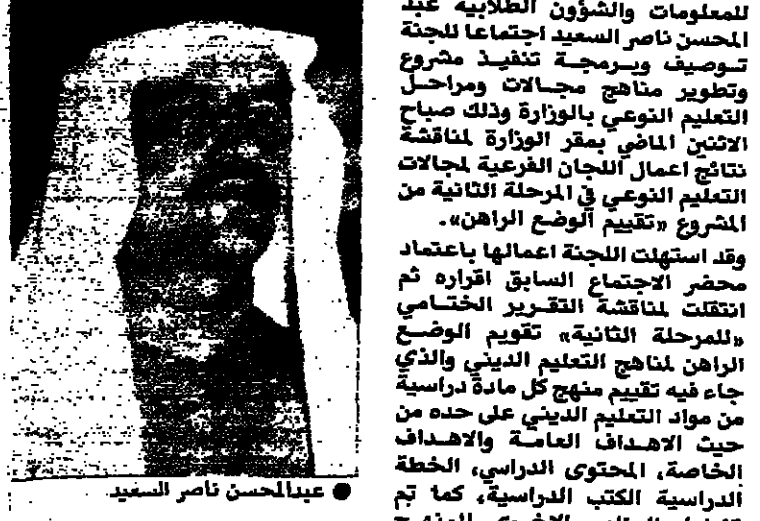 للمعلومات والشؤون الطلابية عبد
المحسن ناصر السعيد اجتماعا للجنة
توصيف وبرمجة تنفيذ مشروع
وتطوير مناهج مجالات ومراحل
التعليم النوعي بالوزارة وذلك صباح
الاثنين الماضي بمقر الوزارة لمناقشة
نتائج اعمال اللجان الفرعية لمجالات
التعليم النوعي في المرحلة الثانية من
المشروع «تقييم الوضع الراهن».
وقد استهلت اللجنة اعمالها باعتماد
محضر الاجتماع السابق اقراره ثم
انتقلت لمناقشة التقرير الختامي
«للمرحلة الثانية» تقويم الوضع
الراهن لمناهج التعليم الديني والذي
جاء فيه تقييم منهج كل مادة دراسية
من مواد التعليم الديني على حده من
حيث الاهداف العامة والاهداف
الخاصة، المحتوى الدراسي، الخطة
الدراسية الكتب الدراسية، كما تم
● عبدالمحسن ناصر السعيد